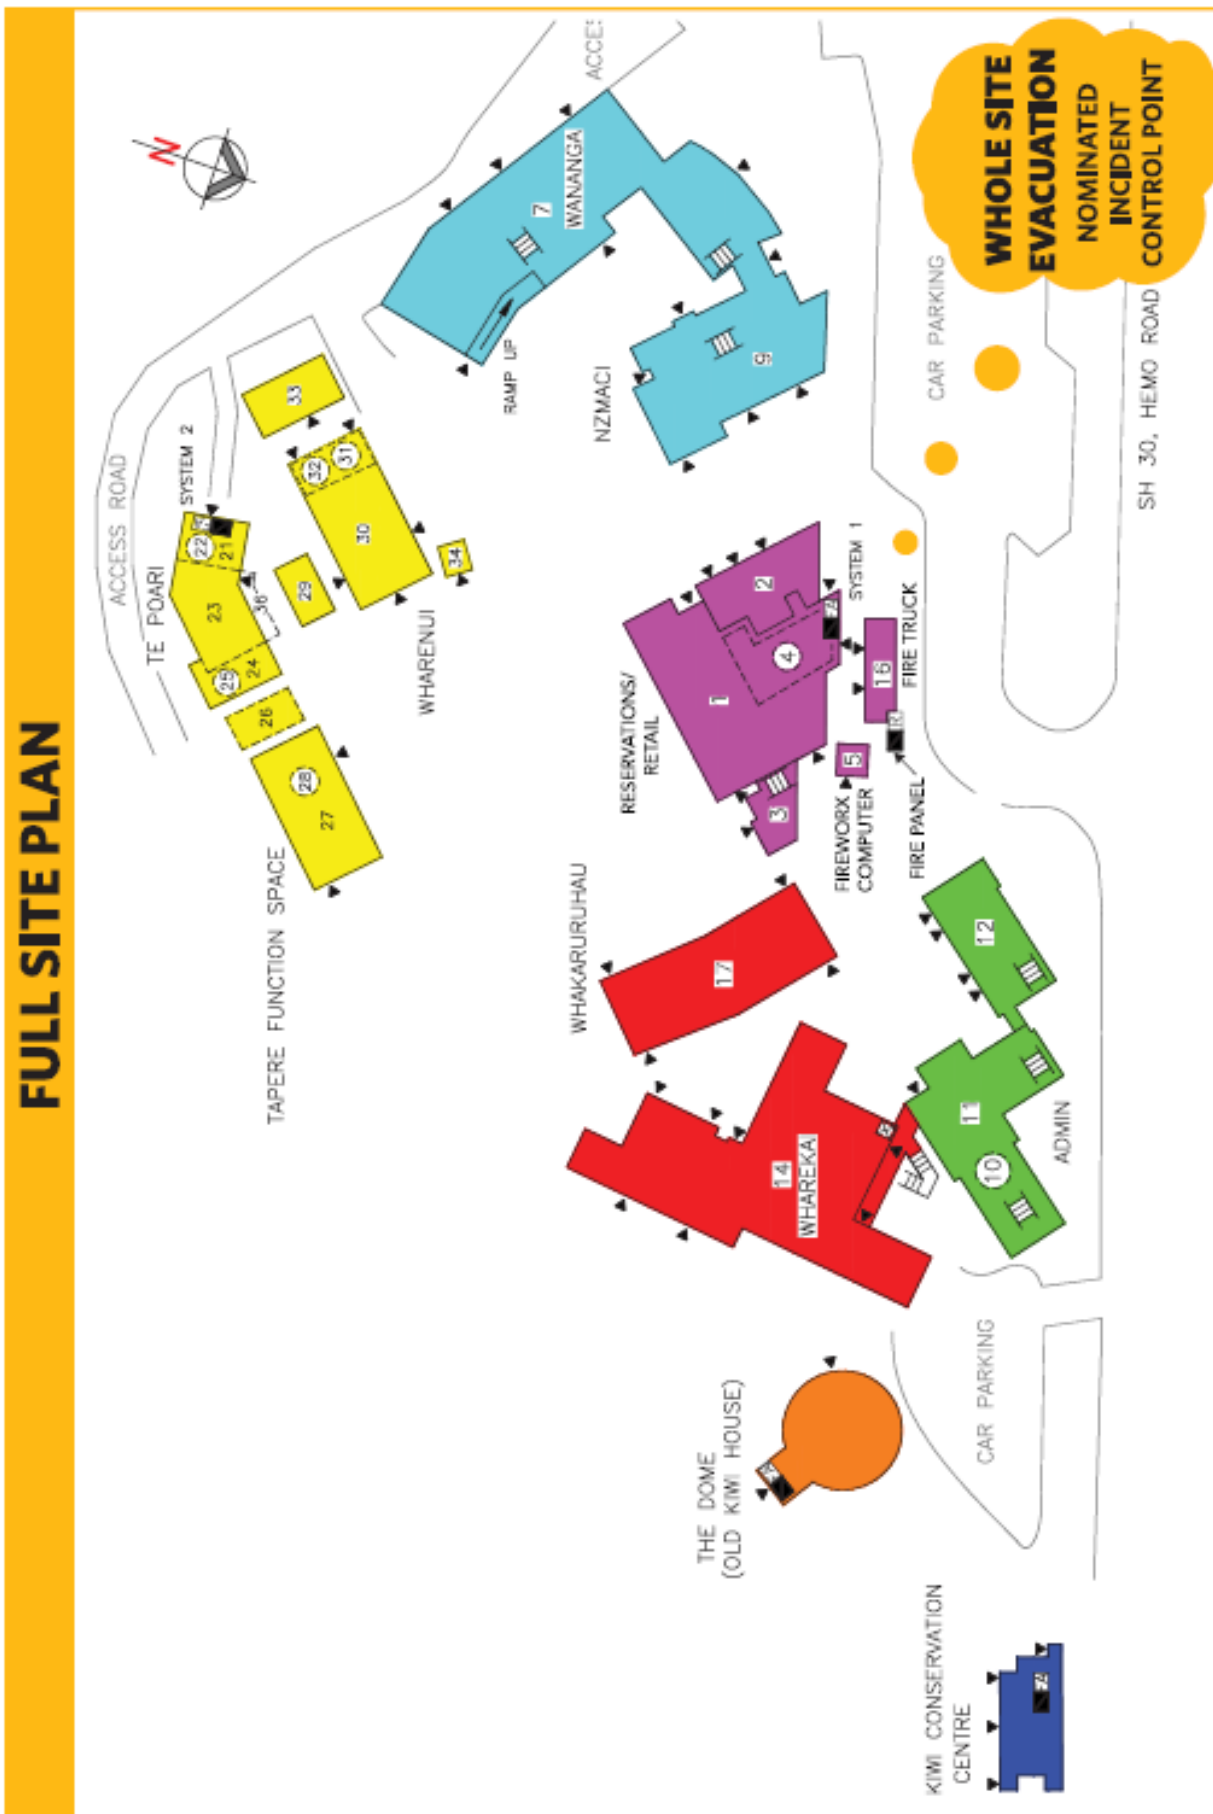 FULL SITE PLAN
N
ACCESS ROAD
TE POARI
SYSTEM 2
22
21
23
36
25
24
26
28
27
29
30
32
31
33
34
WHARENUI
TAPERE FUNCTION SPACE
7
WANANGA
RAMP UP
NZMACI
9
RESERVATIONS/
RETAIL
1
2
4
3
5
16
SYSTEM 1
FIRE TRUCK
FIREWORX
COMPUTER
FIRE PANEL
WHAKARURUHAU
17
14
WHAREKA
12
11
10
ADMIN
THE DOME
(OLD KIWI HOUSE)
CAR PARKING
CAR PARKING
KIWI CONSERVATION
CENTRE
SH 30, HEMO ROAD
WHOLE SITE
EVACUATION
NOMINATED
INCIDENT
CONTROL POINT